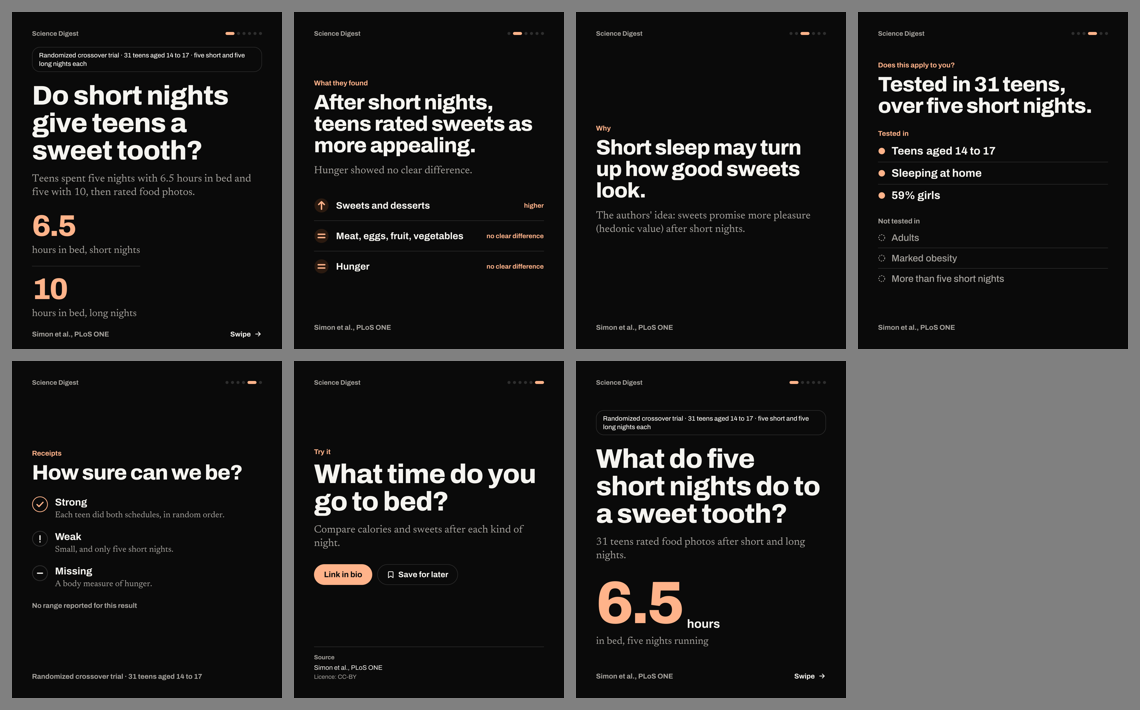 Science Digest
Randomized crossover trial · 31 teens aged 14 to 17 · five short and five
long nights each
Do short nights
give teens a
sweet tooth?
Teens spent five nights with 6.5 hours in bed and
five with 10, then rated food photos.
6.5
hours in bed, short nights
10
hours in bed, long nights
Simon et al., PLoS ONE
Swipe →
Science Digest
What they found
After short nights,
teens rated sweets as
more appealing.
Hunger showed no clear difference.
Sweets and desserts higher
Meat, eggs, fruit, vegetables no clear difference
Hunger no clear difference
Simon et al., PLoS ONE
Science Digest
Why
Short sleep may turn
up how good sweets
look.
The authors' idea: sweets promise more pleasure
(hedonic value) after short nights.
Simon et al., PLoS ONE
Science Digest
Does this apply to you?
Tested in 31 teens,
over five short nights.
Tested in
Teens aged 14 to 17
Sleeping at home
59% girls
Not tested in
Adults
Marked obesity
More than five short nights
Simon et al., PLoS ONE
Science Digest
Receipts
How sure can we be?
Strong
Each teen did both schedules, in random order.
Weak
Small, and only five short nights.
Missing
A body measure of hunger.
No range reported for this result
Randomized crossover trial · 31 teens aged 14 to 17
Science Digest
Try it
What time do you
go to bed?
Compare calories and sweets after each kind of
night.
Link in bio
Save for later
Source
Simon et al., PLoS ONE
Licence: CC-BY
Science Digest
Randomized crossover trial · 31 teens aged 14 to 17 · five short and five
long nights each
What do five
short nights do to
a sweet tooth?
31 teens rated food photos after short and long
nights.
6.5 hours
in bed, five nights running
Simon et al., PLoS ONE
Swipe →